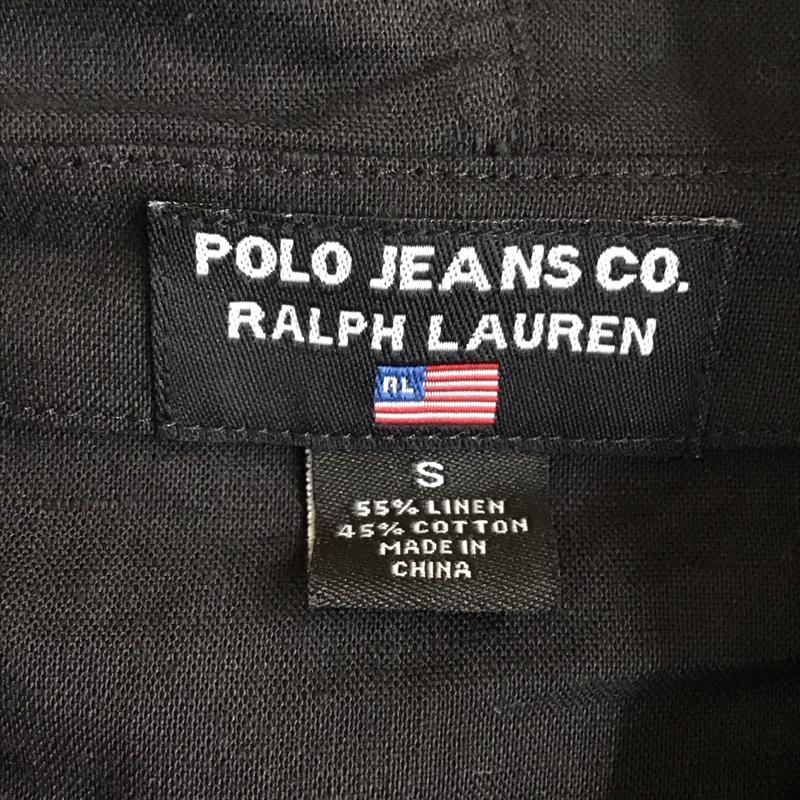 POLO JEANS CO.
RALPH LAUREN
RL
S
55% LINEN
45% COTTON
MADE IN
CHINA